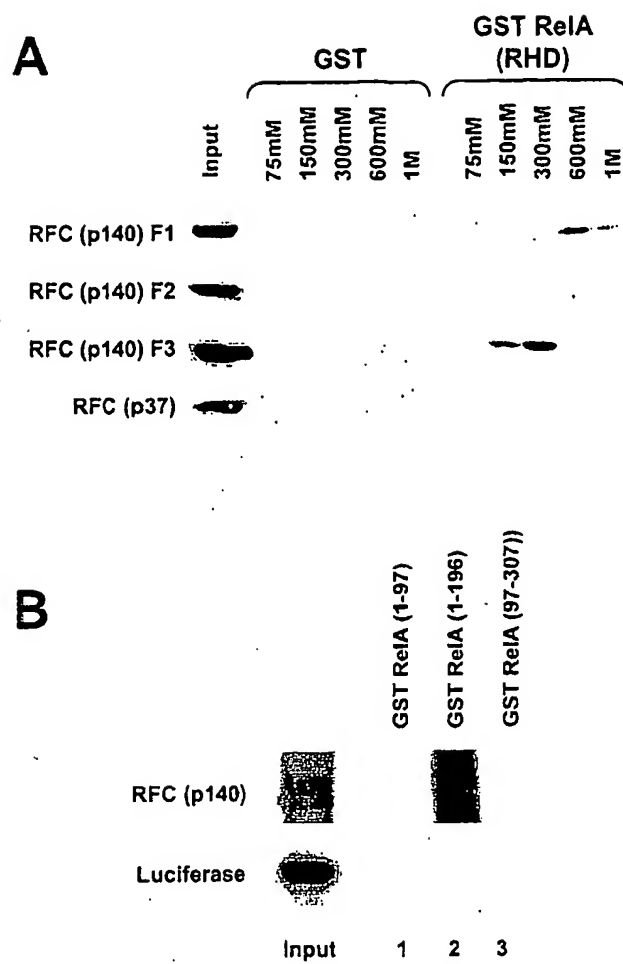 A
GST
GST RelA
(RHD)
Input
75mM
150mM
300mM
600mM
1M
75mM
150mM
300mM
600mM
1M
RFC (p140) F1
RFC (p140) F2
RFC (p140) F3
RFC (p37)
B
GST RelA (1-97)
GST RelA (1-196)
GST RelA (97-307))
RFC (p140)
Luciferase
Input 1 2 3